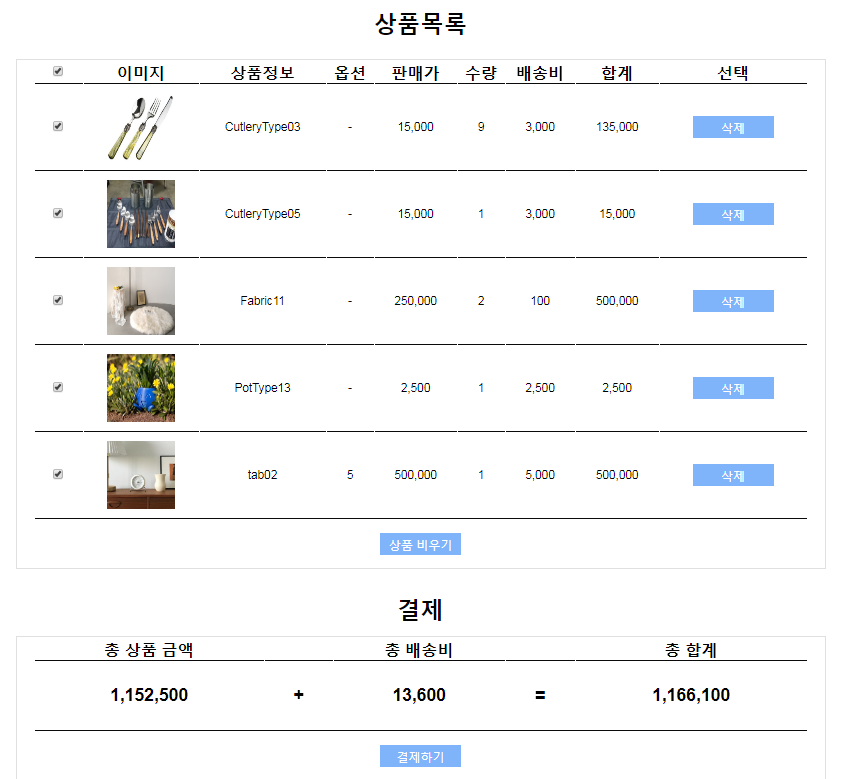 상품목록
이미지 상품정보 옵션 판매가 수량 배송비 합계 선택
CutleryType03 - 15,000 9 3,000 135,000 삭제
CutleryType05 - 15,000 1 3,000 15,000 삭제
Fabric11 - 250,000 2 100 500,000 삭제
PotType13 - 2,500 1 2,500 2,500 삭제
tab02 5 500,000 1 5,000 500,000 삭제
상품 비우기
결제
총 상품 금액 총 배송비 총 합계
1,152,500 + 13,600 = 1,166,100
결제하기